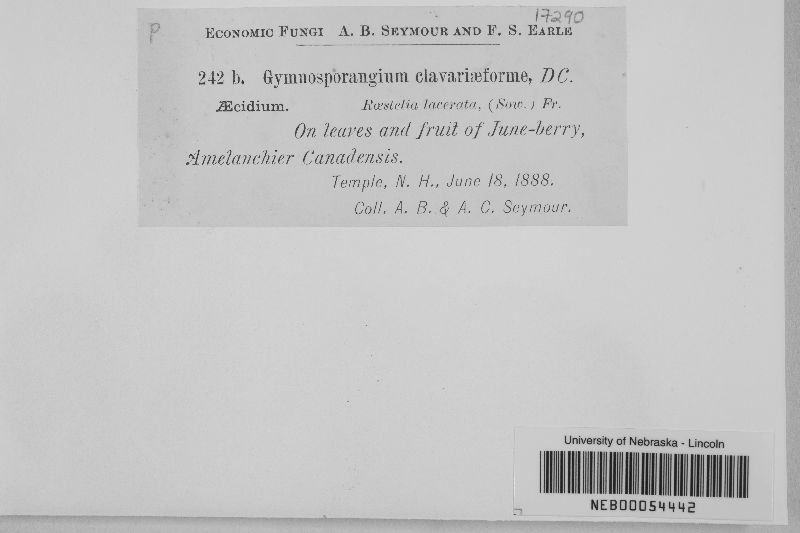 P
17290
ECONOMIC FUNGI A. B. SEYMOUR AND F. S. EARLE
242 b. Gymnosporangium clavariæforme, DC.
Æcidium. Rœstelia lacerata, (Sow.) Fr.
On leaves and fruit of June-berry,
Amelanchier Canadensis.
Temple, N. H., June 18, 1888.
Coll. A. B. & A. C. Seymour.
University of Nebraska - Lincoln
NEB00054442